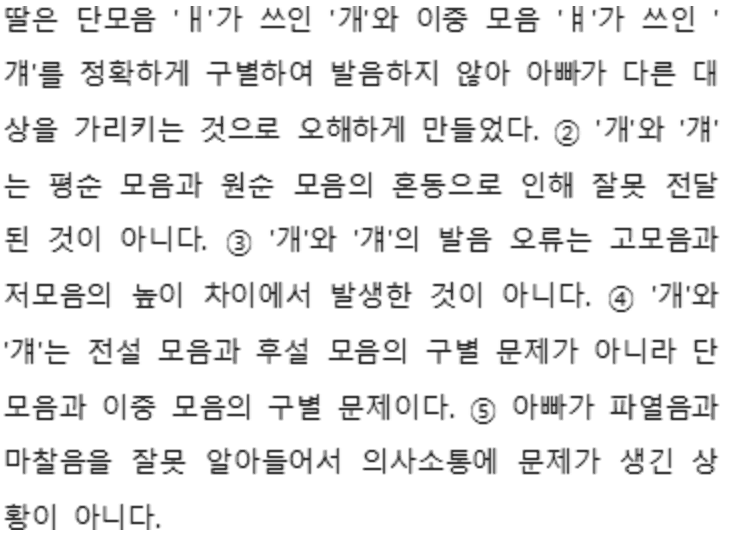 딸은 단모음 'ㅐ'가 쓰인 '개'와 이중 모음 'ㅒ'가 쓰인 '
걔'를 정확하게 구별하여 발음하지 않아 아빠가 다른 대
상을 가리키는 것으로 오해하게 만들었다. ② '개'와 '걔'
는 평순 모음과 원순 모음의 혼동으로 인해 잘못 전달
된 것이 아니다. ③ '개'와 '걔'의 발음 오류는 고모음과
저모음의 높이 차이에서 발생한 것이 아니다. ④ '개'와
'걔'는 전설 모음과 후설 모음의 구별 문제가 아니라 단
모음과 이중 모음의 구별 문제이다. ⑤ 아빠가 파열음과
마찰음을 잘못 알아들어서 의사소통에 문제가 생긴 상
황이 아니다.